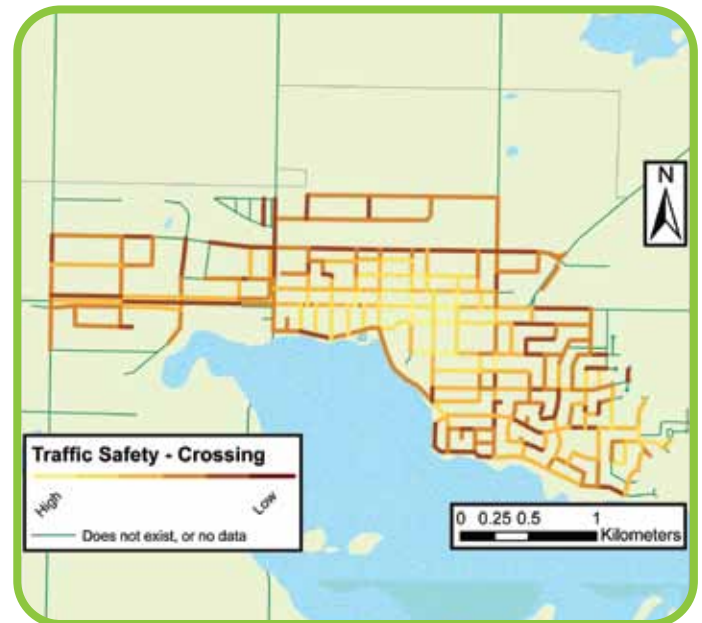 N
Traffic Safety - Crossing
High
Low
Does not exist, or no data
0 0.25 0.5 1
Kilometers